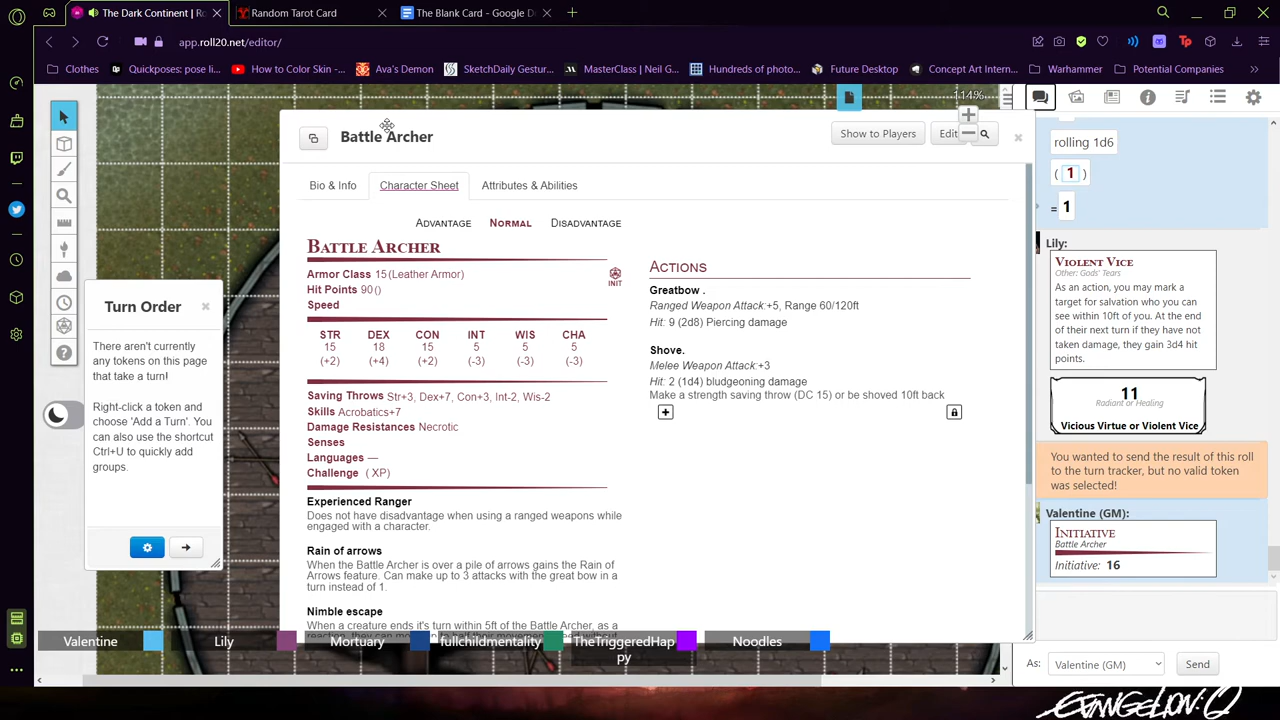 The Dark Continent | Ro
Random Tarot Card
The Blank Card - Google D
app.roll20.net/editor/
Clothes
Quickposes: pose li
How to Color Skin -
Ava's Demon
SketchDaily Gestur
MasterClass | Neil G
Hundreds of photo
Future Desktop
Concept Art Intern
Warhammer
Potential Companies
114%
Battle Archer
Show to Players
Edit
Bio & Info
Character Sheet
Attributes & Abilities
ADVANTAGE
NORMAL
DISADVANTAGE
BATTLE ARCHER
Armor Class 15 (Leather Armor)
Hit Points 90 ()
Speed
INIT
STR DEX CON INT WIS CHA
15 18 15 5 5 5
(+2) (+4) (+2) (-3) (-3) (-3)
Saving Throws Str+3, Dex+7, Con+3, Int-2, Wis-2
Skills Acrobatics+7
Damage Resistances Necrotic
Senses
Languages —
Challenge ( XP)
Experienced Ranger
Does not have disadvantage when using a ranged weapons while
engaged with a character.
Rain of arrows
When the Battle Archer is over a pile of arrows gains the Rain of
Arrows feature. Can make up to 3 attacks with the great bow in a
turn instead of 1.
Nimble escape
When a creature ends it's turn within 5ft of the Battle Archer, as a
ACTIONS
Greatbow .
Ranged Weapon Attack: +5, Range 60/120ft
Hit: 9 (2d8) Piercing damage
Shove.
Melee Weapon Attack: +3
Hit: 2 (1d4) bludgeoning damage
Make a strength saving throw (DC 15) or be shoved 10ft back
Turn Order
There aren't currently
any tokens on this page
that take a turn!
Right-click a token and
choose 'Add a Turn'. You
can also use the shortcut
Ctrl+U to quickly add
groups.
Valentine
Lily
Mortuary
fullchildmentality
TheTriggeredHap
py
Noodles
rolling 1d6
( 1 )
= 1
Lily:
VIOLENT VICE
Other: Gods' Tears
As an action, you may mark a
target for salvation who you can
see within 10ft of you. At the end
of their next turn if they have not
taken damage, they gain 3d4 hit
points.
11
Radiant or Healing
Vicious Virtue or Violent Vice
You wanted to send the result of this roll
to the turn tracker, but no valid token
was selected!
Valentine (GM):
INITIATIVE
Battle Archer
Initiative: 16
As:
Valentine (GM)
Send